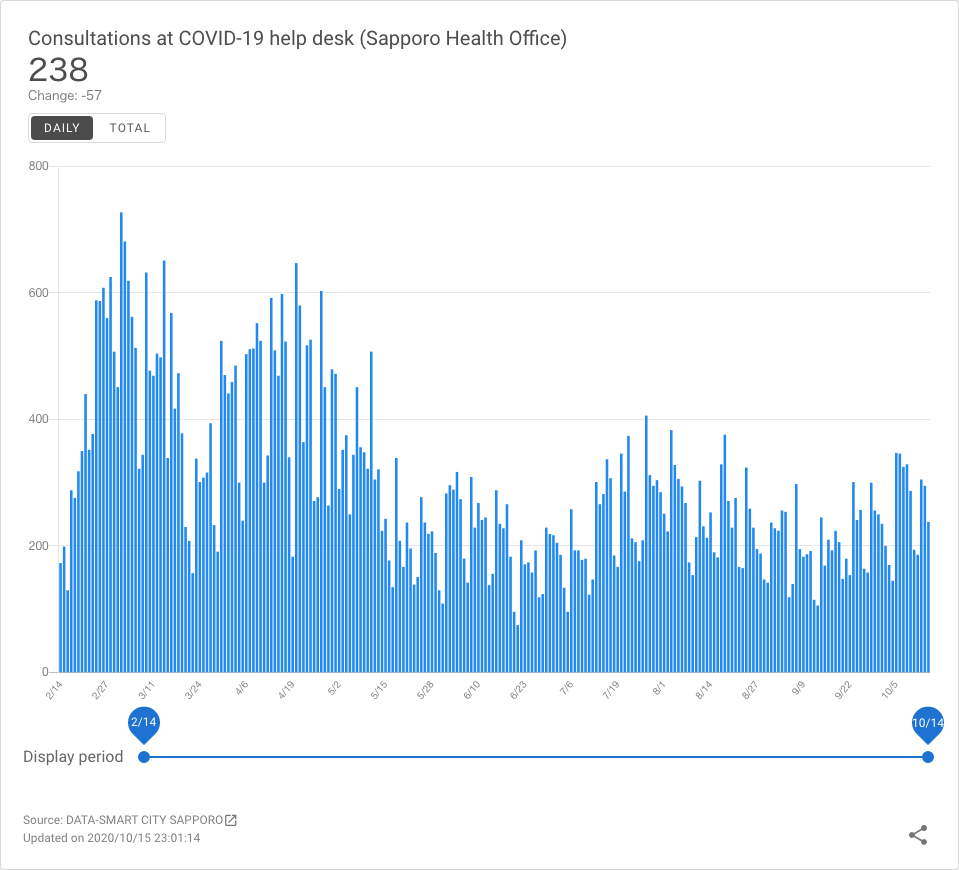 Consultations at COVID-19 help desk (Sapporo Health Office)
238
Change: -57
DAILY TOTAL
800
600
400
200
0
2/14 2/27 3/11 3/24 4/6 4/19 5/2 5/15 5/28 6/10 6/23 7/6 7/19 8/1 8/14 8/27 9/9 9/22 10/5
2/14 10/14
Display period
Source: DATA-SMART CITY SAPPORO
Updated on 2020/10/15 23:01:14